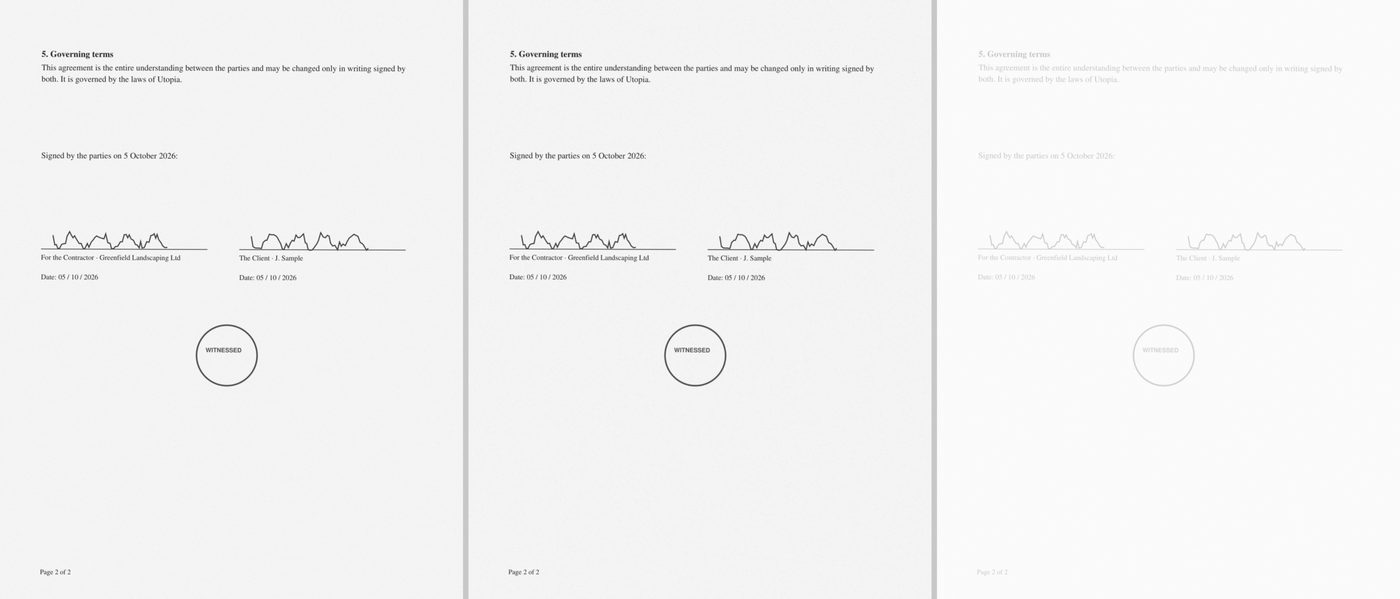 5. Governing terms
This agreement is the entire understanding between the parties and may be changed only in writing signed by
both. It is governed by the laws of Utopia.
Signed by the parties on 5 October 2026:
For the Contractor · Greenfield Landscaping Ltd
Date: 05 / 10 / 2026
The Client · J. Sample
Date: 05 / 10 / 2026
WITNESSED
Page 2 of 2
5. Governing terms
This agreement is the entire understanding between the parties and may be changed only in writing signed by
both. It is governed by the laws of Utopia.
Signed by the parties on 5 October 2026:
For the Contractor · Greenfield Landscaping Ltd
Date: 05 / 10 / 2026
The Client · J. Sample
Date: 05 / 10 / 2026
WITNESSED
Page 2 of 2
5. Governing terms
This agreement is the entire understanding between the parties and may be changed only in writing signed by
both. It is governed by the laws of Utopia.
Signed by the parties on 5 October 2026:
For the Contractor · Greenfield Landscaping Ltd
Date: 05 / 10 / 2026
The Client · J. Sample
Date: 05 / 10 / 2026
WITNESSED
Page 2 of 2